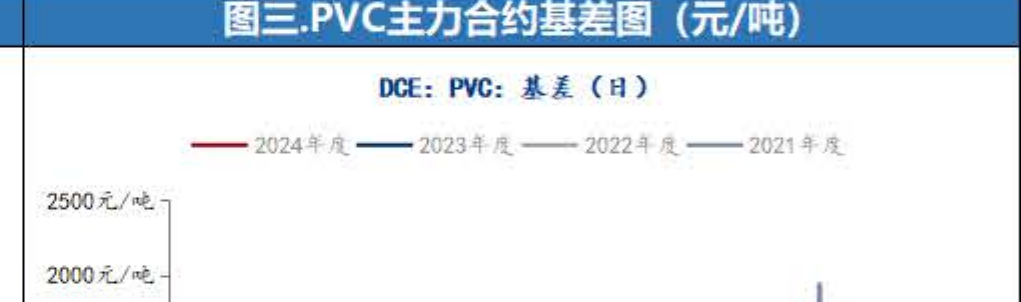 图三.PVC主力合约基差图（元/吨）
DCE：PVC：基差（日）
2024年度 2023年度 2022年度 2021年度
2500元/吨
2000元/吨